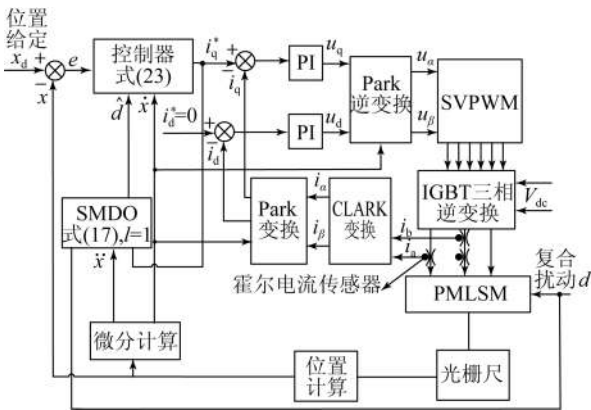 位置
给定
x_d
+
−
x
e
控制器
式(23)
i_q^*
+
−
i_q
PI
u_q
Park
逆变换
u_α
u_β
SVPWM
d̂
ẋ
i_d^*=0
+
−
i_d
PI
u_d
IGBT三相
逆变换
V_dc
SMDO
式(17),l=1
ẍ
Park
变换
i_α
i_β
CLARK
变换
i_b
i_a
霍尔电流传感器
PMLSM
复合
扰动d
微分计算
位置
计算
光栅尺